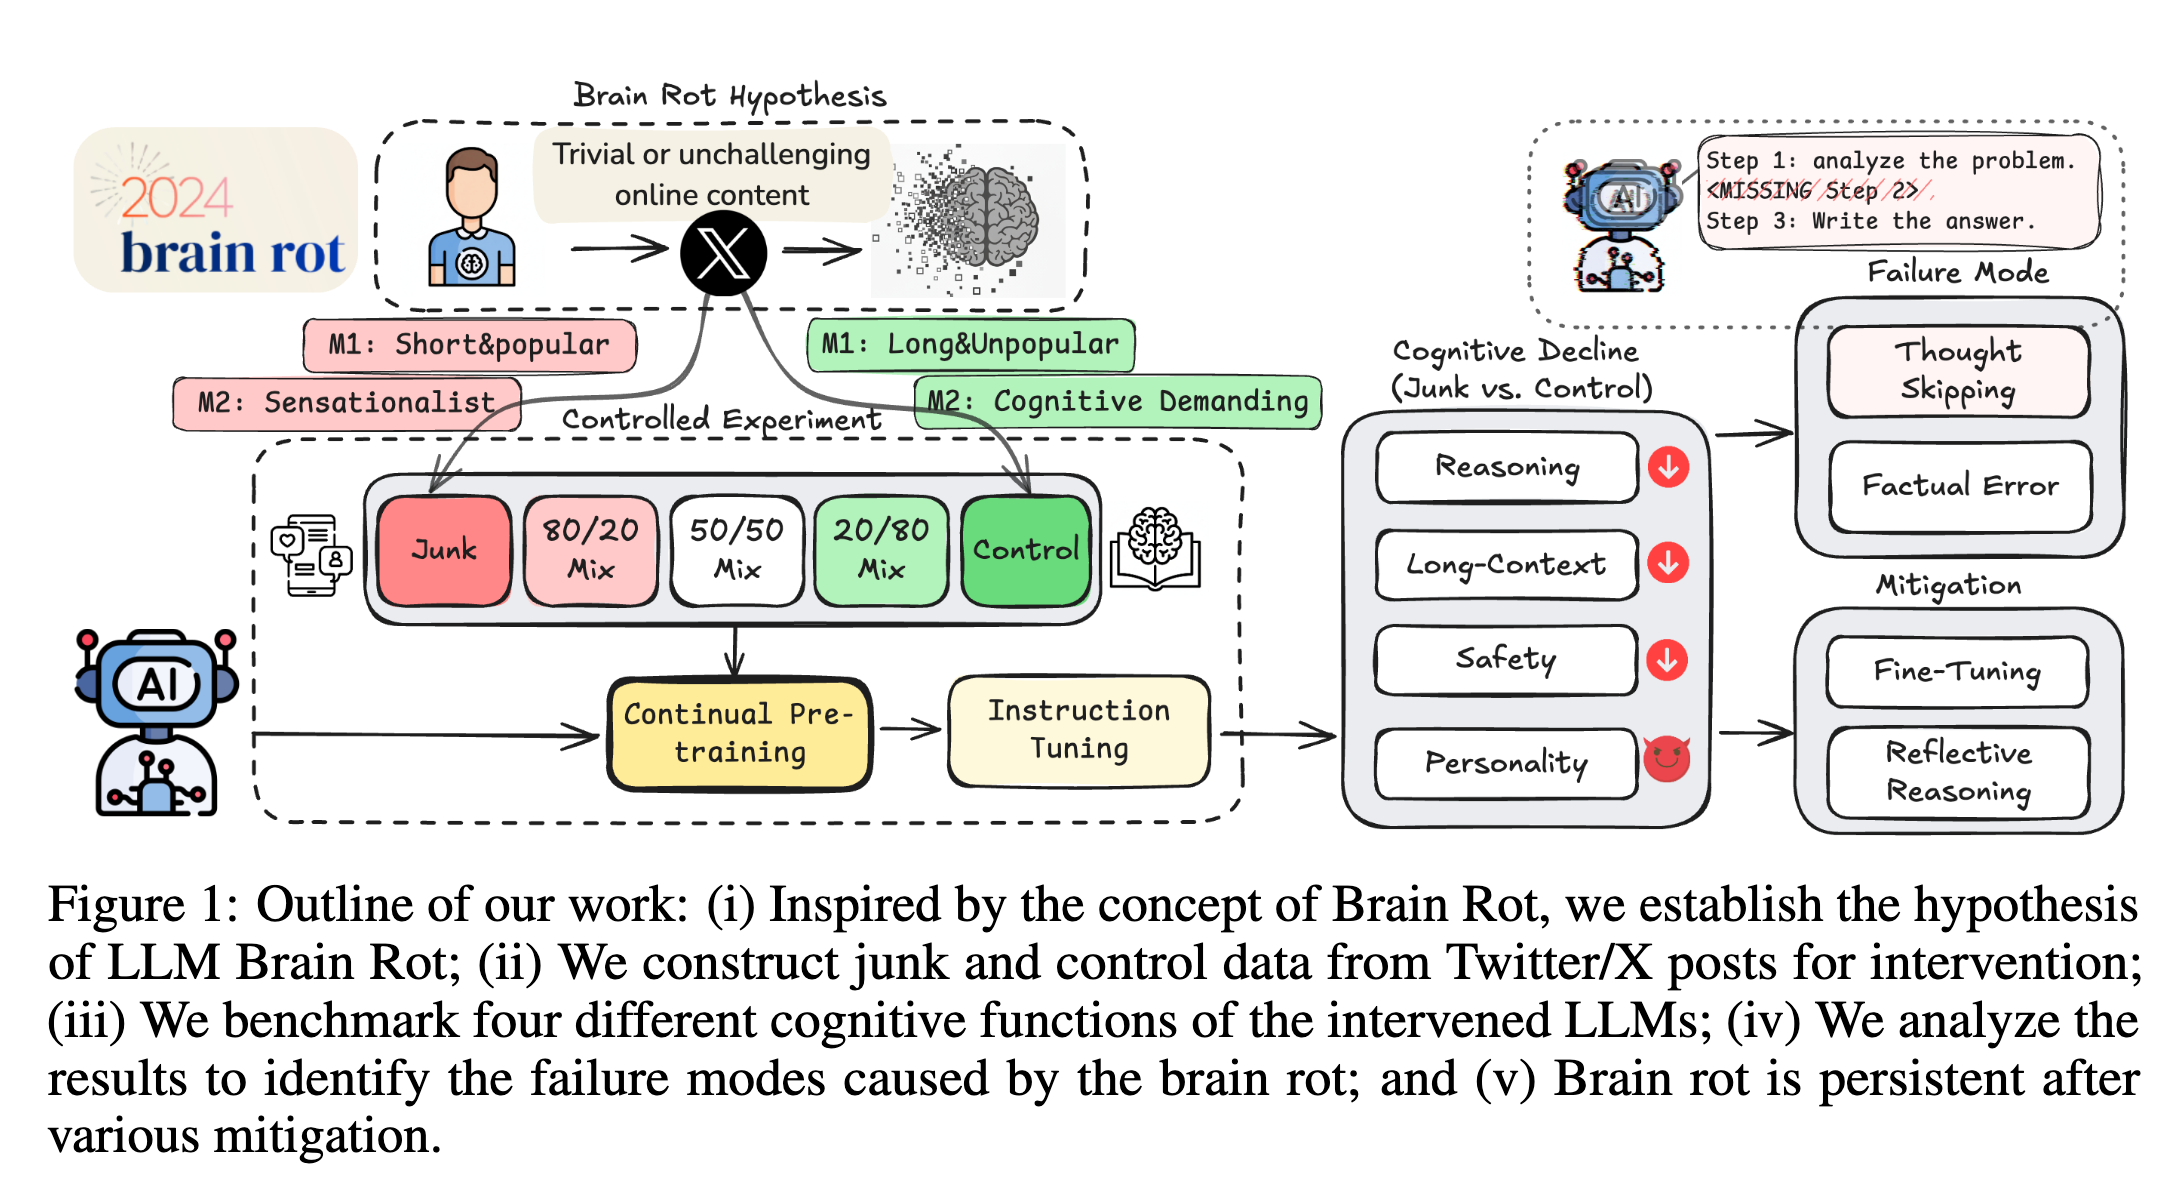 Brain Rot Hypothesis
2024
brain rot
Trivial or unchallenging
online content
M1: Short&popular
M2: Sensationalist
M1: Long&Unpopular
M2: Cognitive Demanding
Controlled Experiment
Junk
80/20
Mix
50/50
Mix
20/80
Mix
Control
AI
Continual Pre-
training
Instruction
Tuning
Cognitive Decline
(Junk vs. Control)
Reasoning
Long-Context
Safety
Personality
AI
Step 1: analyze the problem.
<MISSING Step 2>
Step 3: Write the answer.
Failure Mode
Thought
Skipping
Factual Error
Mitigation
Fine-Tuning
Reflective
Reasoning
Figure 1: Outline of our work: (i) Inspired by the concept of Brain Rot, we establish the hypothesis
of LLM Brain Rot; (ii) We construct junk and control data from Twitter/X posts for intervention;
(iii) We benchmark four different cognitive functions of the intervened LLMs; (iv) We analyze the
results to identify the failure modes caused by the brain rot; and (v) Brain rot is persistent after
various mitigation.